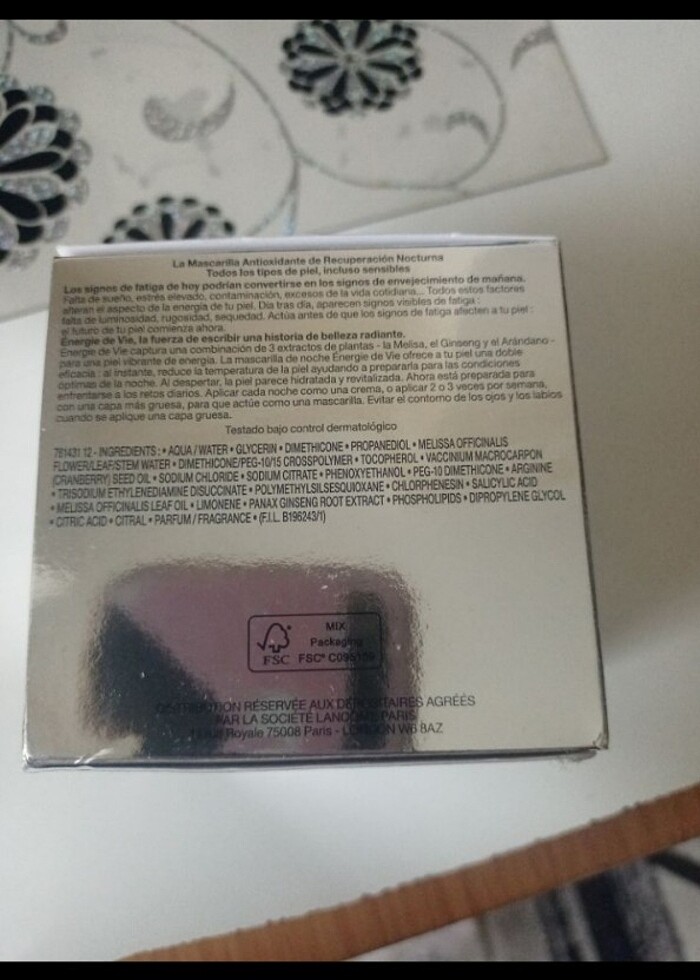 La Mascarilla Antioxidante de Recuperación Nocturna
Todos los tipos de piel, incluso sensibles
Los signos de fatiga de hoy podrían convertirse en los signos de envejecimiento de mañana.
Falta de sueño, estrés elevado, contaminación, excesos de la vida cotidiana... Todos estos factores
alteran el aspecto de la energía de tu piel. Día tras día, aparecen signos visibles de fatiga :
falta de luminosidad, rugosidad, sequedad. Actúa antes de que los signos de fatiga afecten a tu piel :
el futuro de tu piel comienza ahora.
Énergie de Vie, la fuerza de escribir una historia de belleza radiante.
Énergie de Vie captura una combinación de 3 extractos de plantas - la Melisa, el Ginseng y el Arándano -
para una piel vibrante de energía. La mascarilla de noche Énergie de Vie ofrece a tu piel una doble
eficacia : al instante, reduce la temperatura de la piel ayudando a prepararla para las condiciones
óptimas de la noche. Al despertar, la piel parece hidratada y revitalizada. Ahora está preparada para
enfrentarse a los retos diarios. Aplicar cada noche como una crema, o aplicar 2 o 3 veces por semana,
con una capa más gruesa, para que actúe como una mascarilla. Evitar el contorno de los ojos y los labios
cuando se aplique una capa gruesa.
Testado bajo control dermatológico
781431 12 - INGREDIENTS : • AQUA / WATER • GLYCERIN • DIMETHICONE • PROPANEDIOL • MELISSA OFFICINALIS
FLOWER/LEAF/STEM WATER • DIMETHICONE/PEG-10/15 CROSSPOLYMER • TOCOPHEROL • VACCINIUM MACROCARPON
(CRANBERRY) SEED OIL • SODIUM CHLORIDE • SODIUM CITRATE • PHENOXYETHANOL • PEG-10 DIMETHICONE • ARGININE
• TRISODIUM ETHYLENEDIAMINE DISUCCINATE • POLYMETHYLSILSESQUIOXANE • CHLORPHENESIN • SALICYLIC ACID
• MELISSA OFFICINALIS LEAF OIL • LIMONENE • PANAX GINSENG ROOT EXTRACT • PHOSPHOLIPIDS • DIPROPYLENE GLYCOL
• CITRIC ACID • CITRAL • PARFUM / FRAGRANCE • (F.I.L. B196243/1)
MIX
Packaging
FSC FSC®
DISTRIBUTION RÉSERVÉE AUX DÉPOSITAIRES AGRÉÉS
PAR LA SOCIÉTÉ LANCÔME PARIS
Royale 75008 Paris - LONDON W6 8AZ